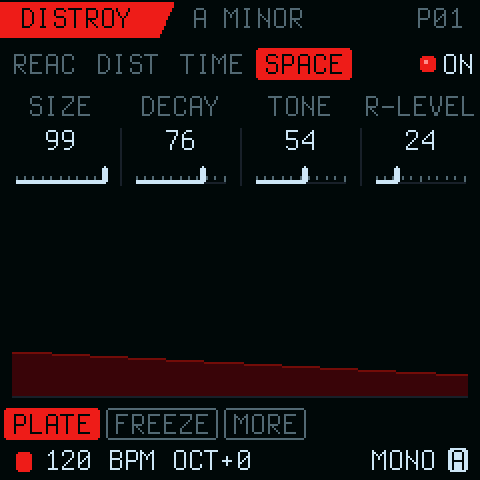 DISTROY A MINOR P01
REAC DIST TIME SPACE ON
SIZE DECAY TONE R-LEVEL
99 76 54 24
PLATE FREEZE MORE
120 BPM OCT+0 MONO A